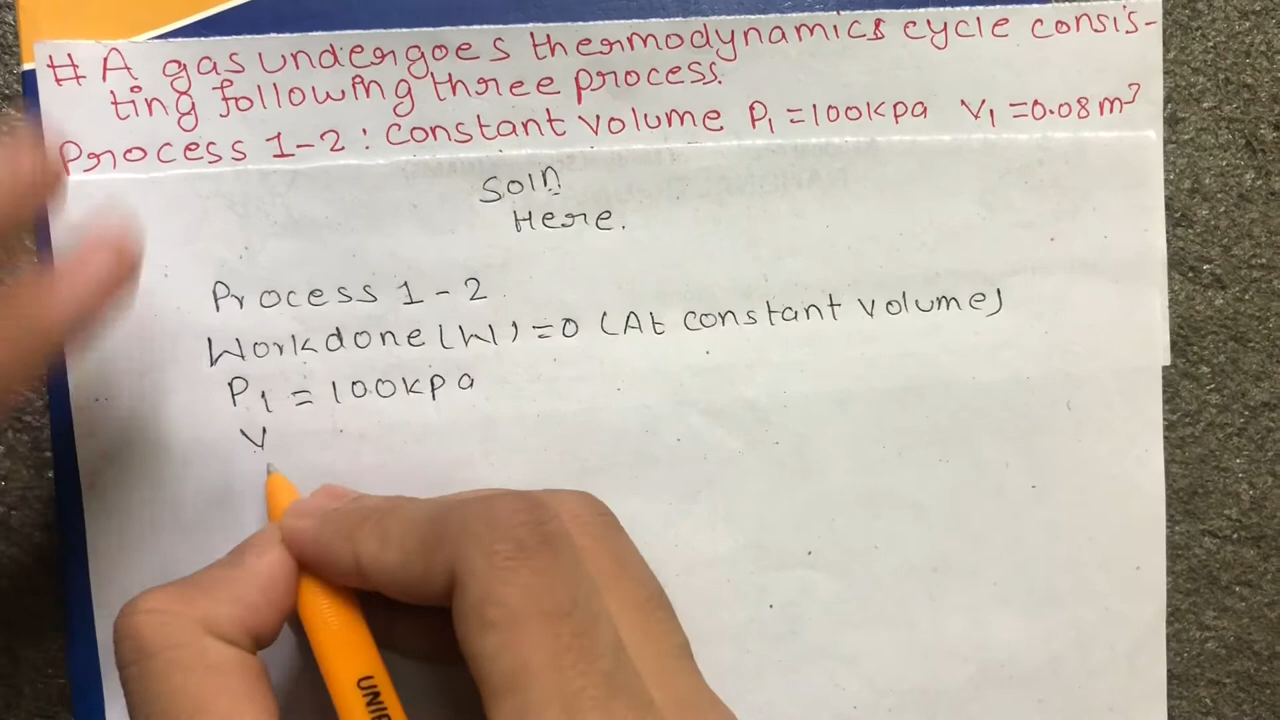 # A gas undergoes thermodynamics cycle consis-
ting following three process.
Process 1-2: constant volume P₁ = 100kpa V₁ = 0.08 m³
Soln
Here.
Process 1-2
Workdone (W) = 0 (At constant volume)
P₁ = 100kpa
V
UNI